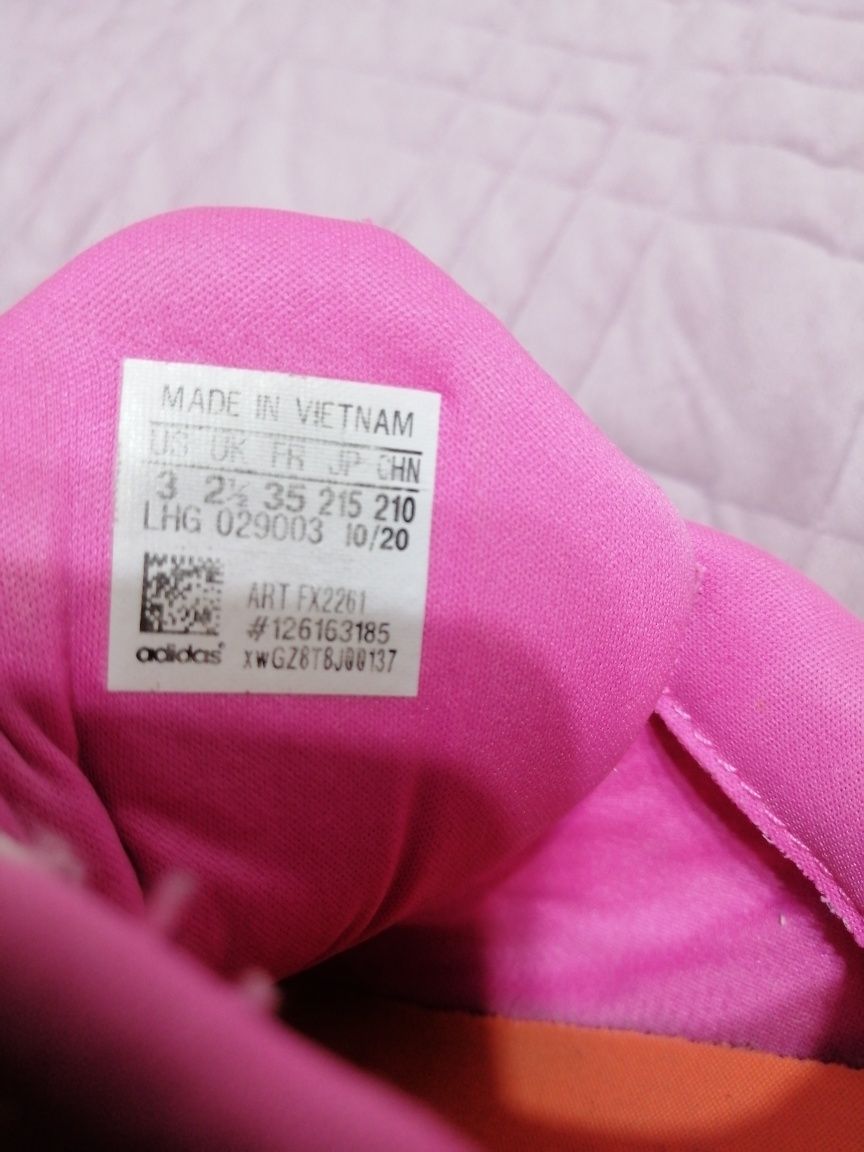 MADE IN VIETNAM
US UK FR JP CHN
3 2½ 35 215 210
LHG 029003 10/20
ART FX2261
#126163185
adidas® xwGZ8T8J00137